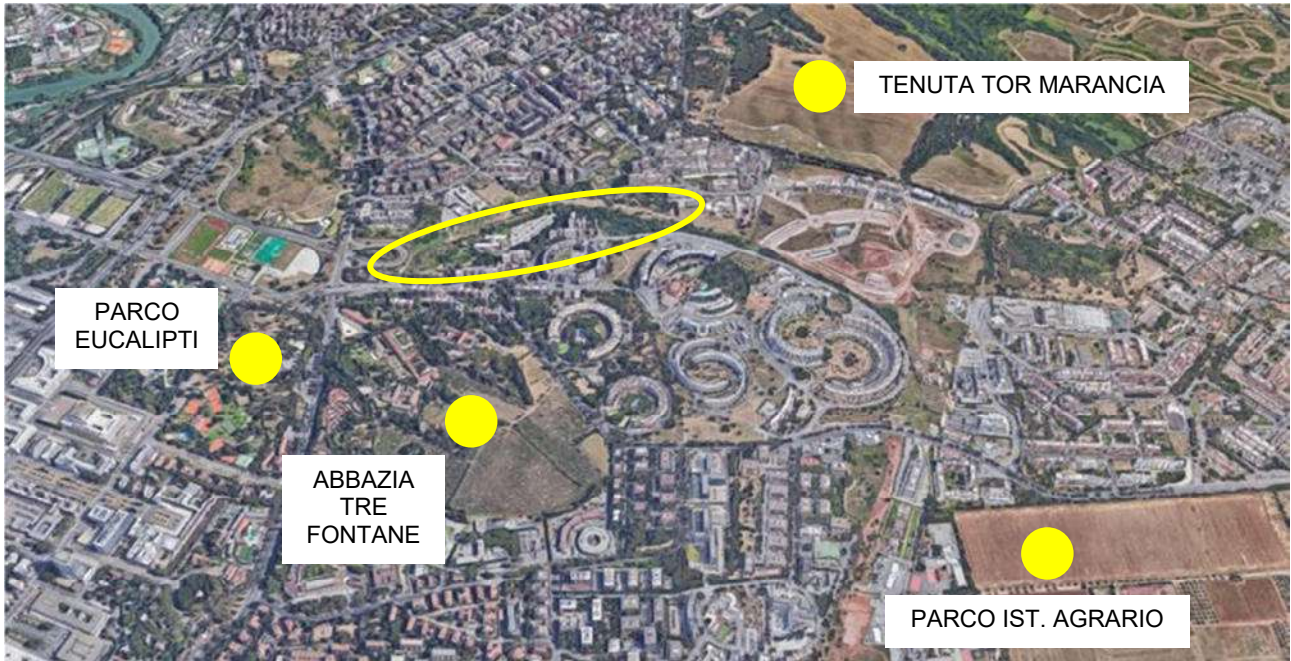 TENUTA TOR MARANCIA
PARCO
EUCALIPTI
ABBAZIA
TRE
FONTANE
PARCO IST. AGRARIO